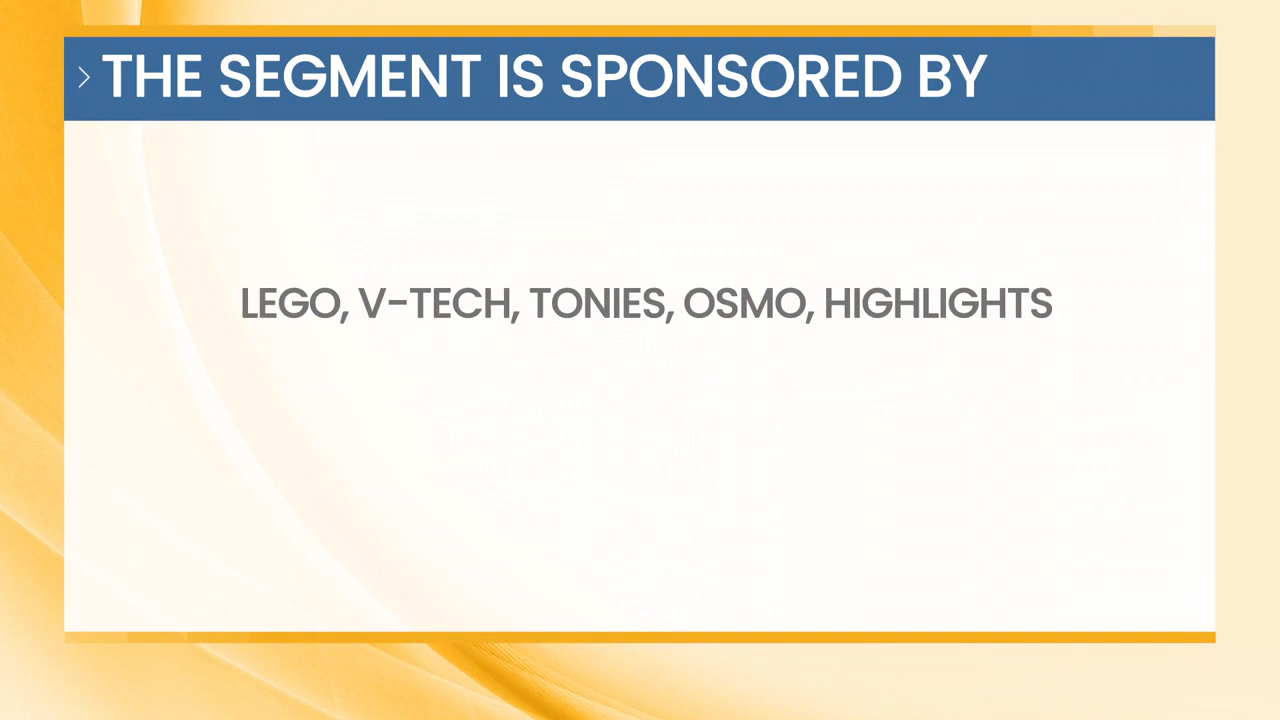 THE SEGMENT IS SPONSORED BY
LEGO, V-TECH, TONIES, OSMO, HIGHLIGHTS